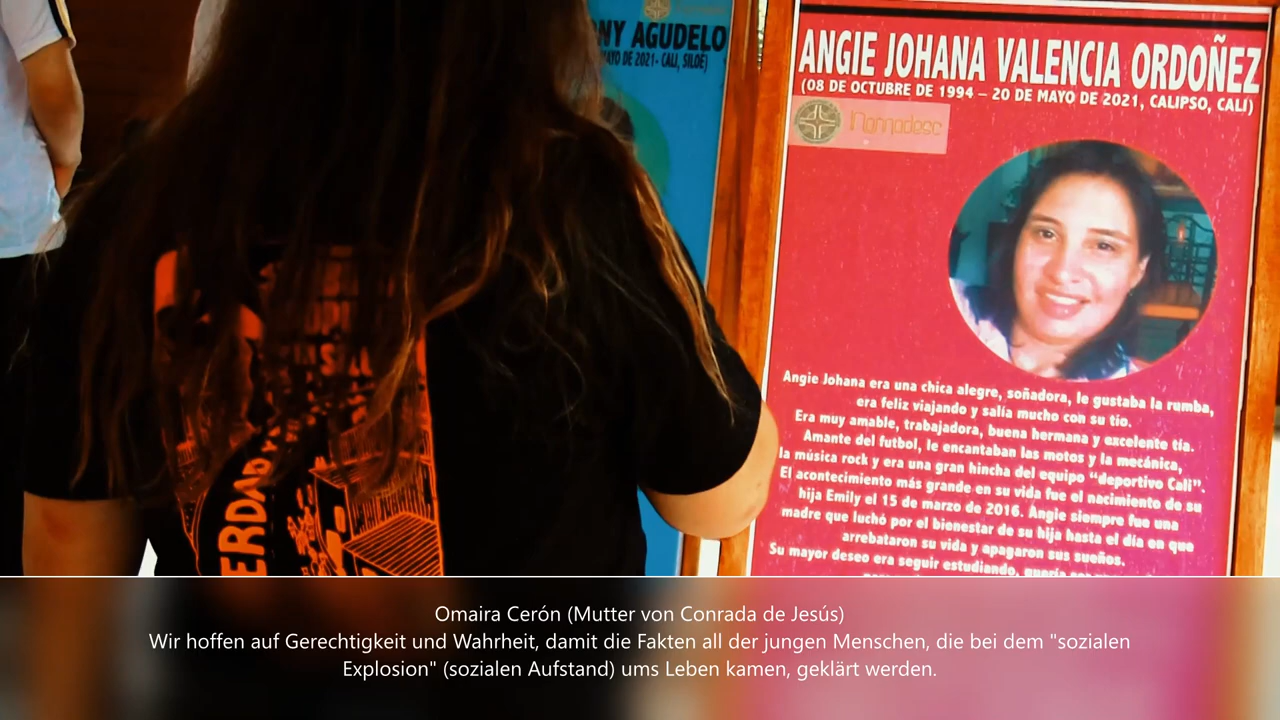 NY AGUDELO
MAYO DE 2021- CALI, SILOÉ)
ANGIE JOHANA VALENCIA ORDOÑEZ
(08 DE OCTUBRE DE 1994 – 20 DE MAYO DE 2021, CALIPSO, CALI)
Nomadesc
Angie Johana era una chica alegre, soñadora, le gustaba la rumba,
era feliz viajando y salía mucho con su tío.
Era muy amable, trabajadora, buena hermana y excelente tía.
Amante del futbol, le encantaban las motos y la mecánica,
la música rock y era una gran hincha del equipo “deportivo Cali”.
El acontecimiento más grande en su vida fue el nacimiento de su
hija Emily el 15 de marzo de 2016. Angie siempre fue una
madre que luchó por el bienestar de su hija hasta el día en que
arrebataron su vida y apagaron sus sueños.
Su mayor deseo era seguir estudiando, quería
ERDAD Y
Omaira Cerón (Mutter von Conrada de Jesús)
Wir hoffen auf Gerechtigkeit und Wahrheit, damit die Fakten all der jungen Menschen, die bei dem "sozialen
Explosion" (sozialen Aufstand) ums Leben kamen, geklärt werden.